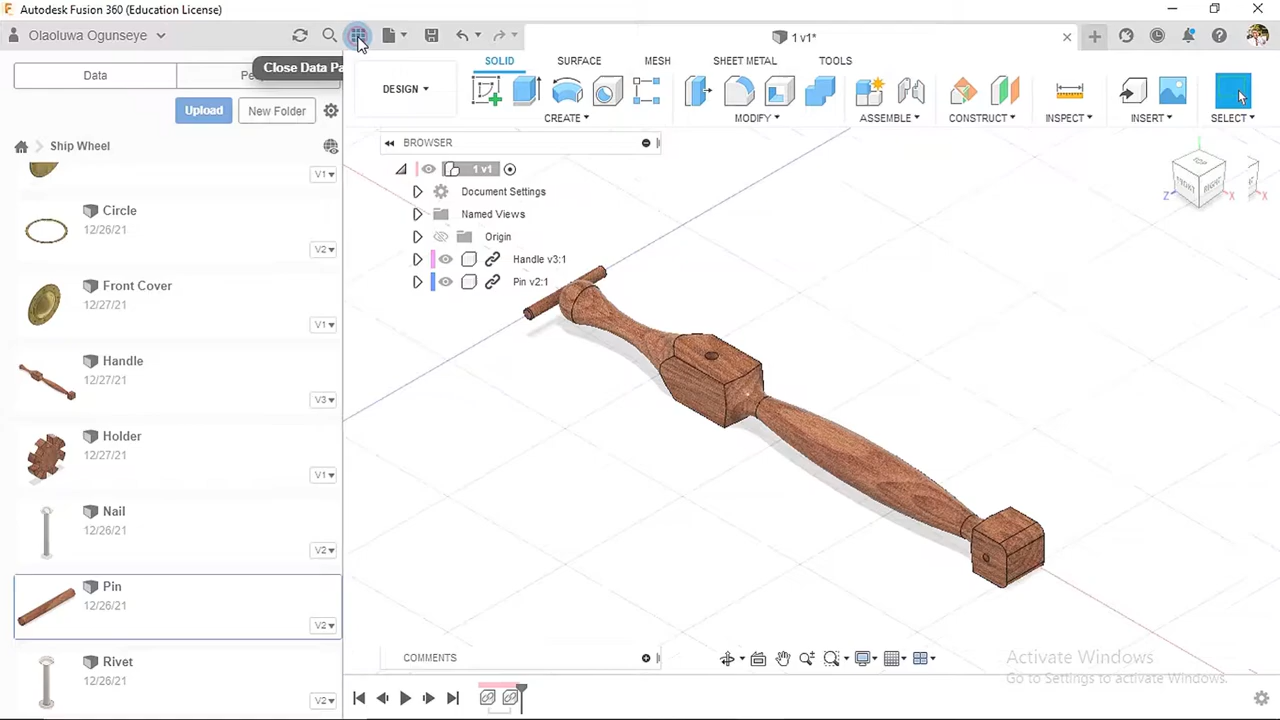 Autodesk Fusion 360 (Education License)
Olaoluwa Ogunseye
1 v1*
Close Data Pa
Data
Pe
Upload
New Folder
Ship Wheel
V1
Circle
12/26/21
V2
Front Cover
12/27/21
V1
Handle
12/27/21
V3
Holder
12/27/21
V1
Nail
12/26/21
V2
Pin
12/26/21
V2
Rivet
12/26/21
V2
SOLID
SURFACE
MESH
SHEET METAL
TOOLS
DESIGN
CREATE
MODIFY
ASSEMBLE
CONSTRUCT
INSPECT
INSERT
SELECT
BROWSER
1 v1
Document Settings
Named Views
Origin
Handle v3:1
Pin v2:1
TOP
FRONT
RIGHT
Z
X
X
COMMENTS
Activate Windows
Go to Settings to activate Windows.